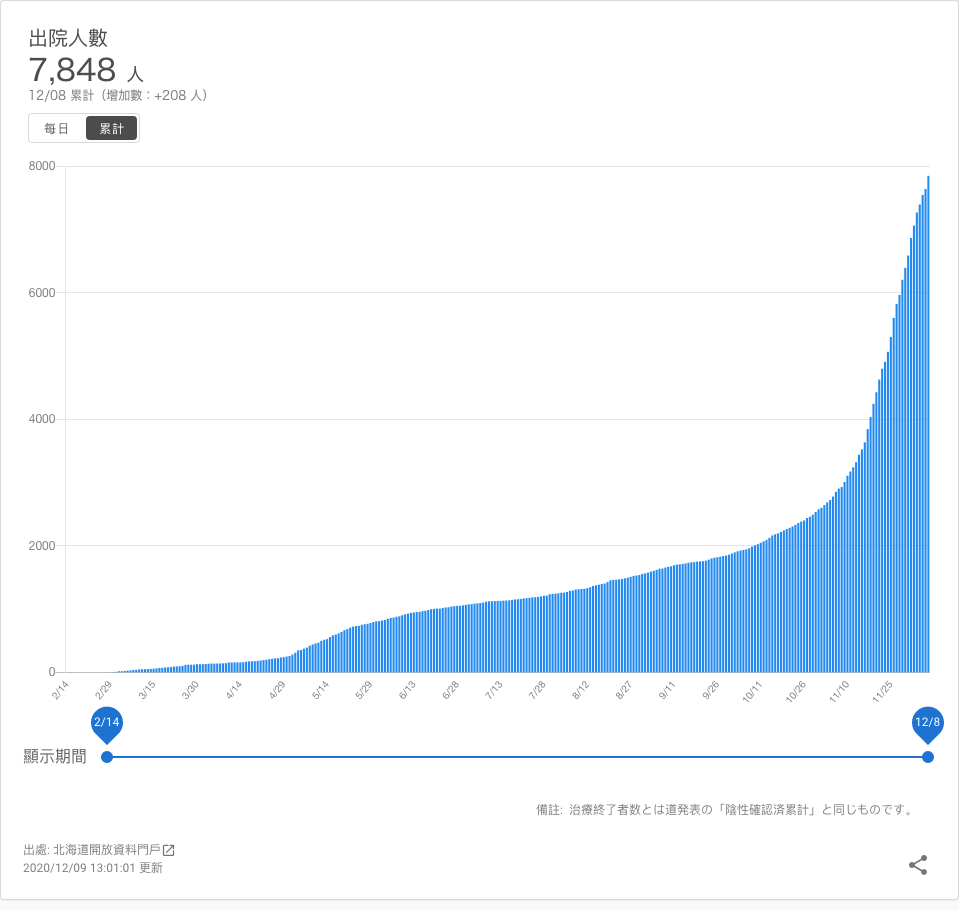 出院人數
7,848 人
12/08 累計（增加數：+208 人）
每日 累計
8000
6000
4000
2000
0
2/14 2/29 3/15 3/30 4/14 4/29 5/14 5/29 6/13 6/28 7/13 7/28 8/12 8/27 9/11 9/26 10/11 10/26 11/10 11/25
2/14 12/8
顯示期間
備註: 治療終了者数とは道発表の「陰性確認済累計」と同じものです。
出處: 北海道開放資料門戶
2020/12/09 13:01:01 更新